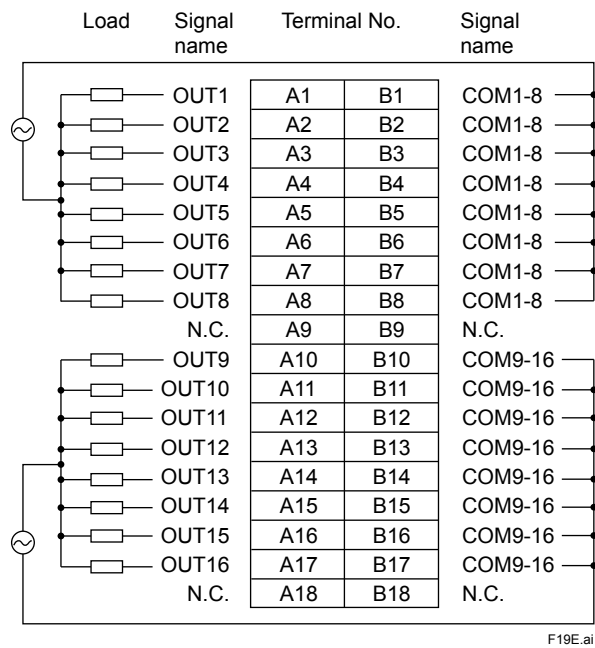 Load Signal name Terminal No. Signal name
OUT1 A1 B1 COM1-8
OUT2 A2 B2 COM1-8
OUT3 A3 B3 COM1-8
OUT4 A4 B4 COM1-8
OUT5 A5 B5 COM1-8
OUT6 A6 B6 COM1-8
OUT7 A7 B7 COM1-8
OUT8 A8 B8 COM1-8
N.C. A9 B9 N.C.
OUT9 A10 B10 COM9-16
OUT10 A11 B11 COM9-16
OUT11 A12 B12 COM9-16
OUT12 A13 B13 COM9-16
OUT13 A14 B14 COM9-16
OUT14 A15 B15 COM9-16
OUT15 A16 B16 COM9-16
OUT16 A17 B17 COM9-16
N.C. A18 B18 N.C.
F19E.ai